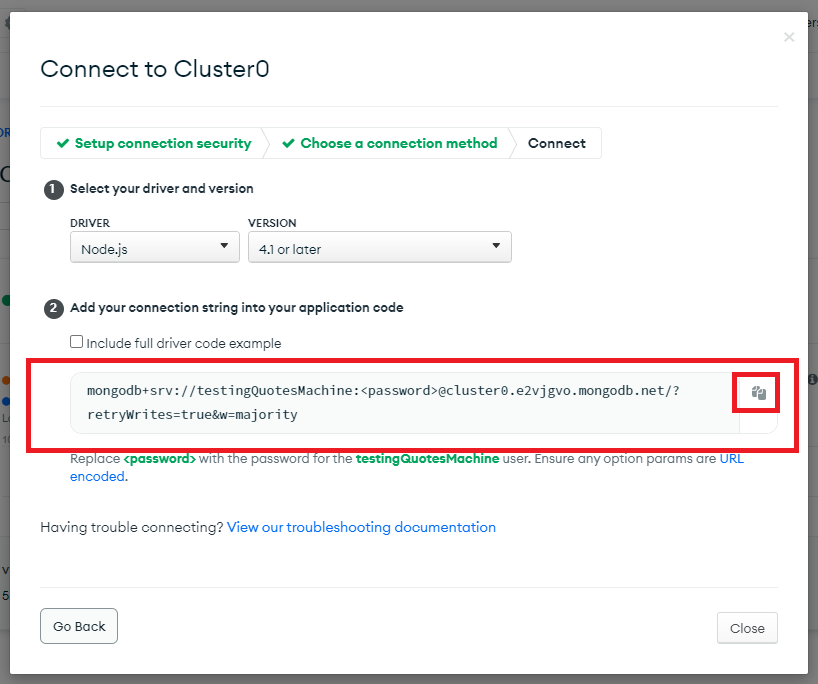 Connect to Cluster0
Setup connection security
Choose a connection method
Connect
1 Select your driver and version
DRIVER
VERSION
Node.js
4.1 or later
2 Add your connection string into your application code
Include full driver code example
mongodb+srv://testingQuotesMachine:<password>@cluster0.e2vjgvo.mongodb.net/?
retryWrites=true&w=majority
Replace <password> with the password for the testingQuotesMachine user. Ensure any option params are URL
encoded.
Having trouble connecting? View our troubleshooting documentation
Go Back
Close